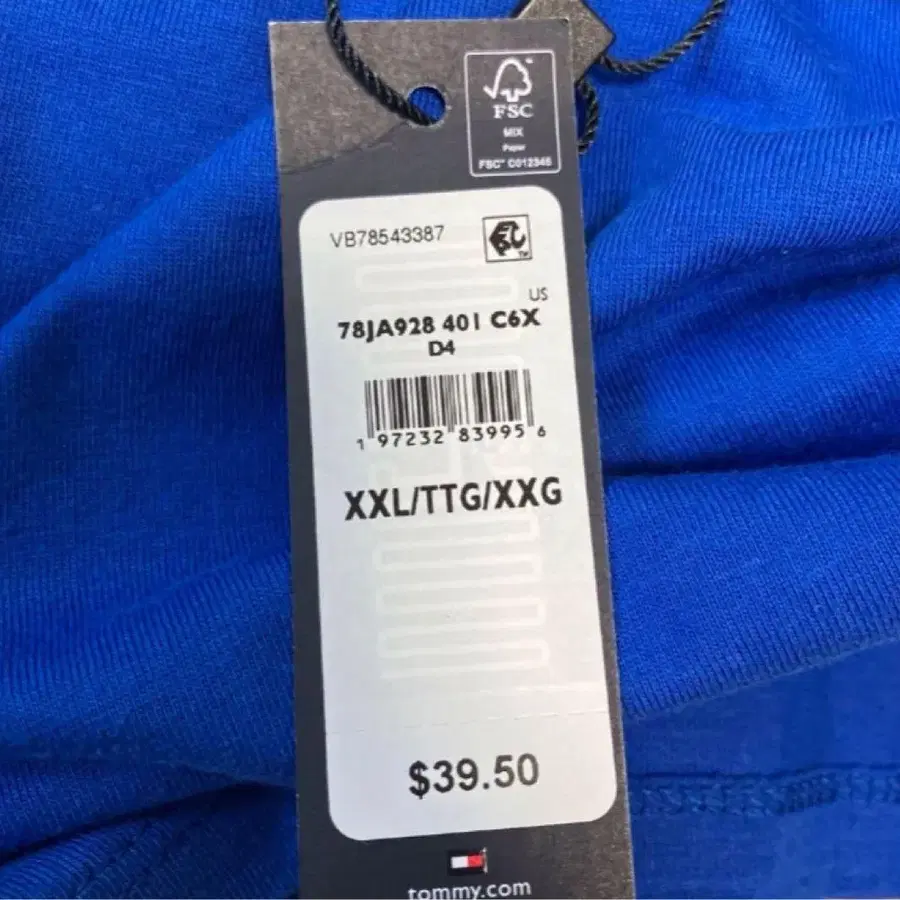 FSC
MIX
Paper
FSC® C012345
VB78543387
US
78JA928 401 C6X
D4
1 97232 83995 6
XXL/TTG/XXG
$39.50
tommy.com